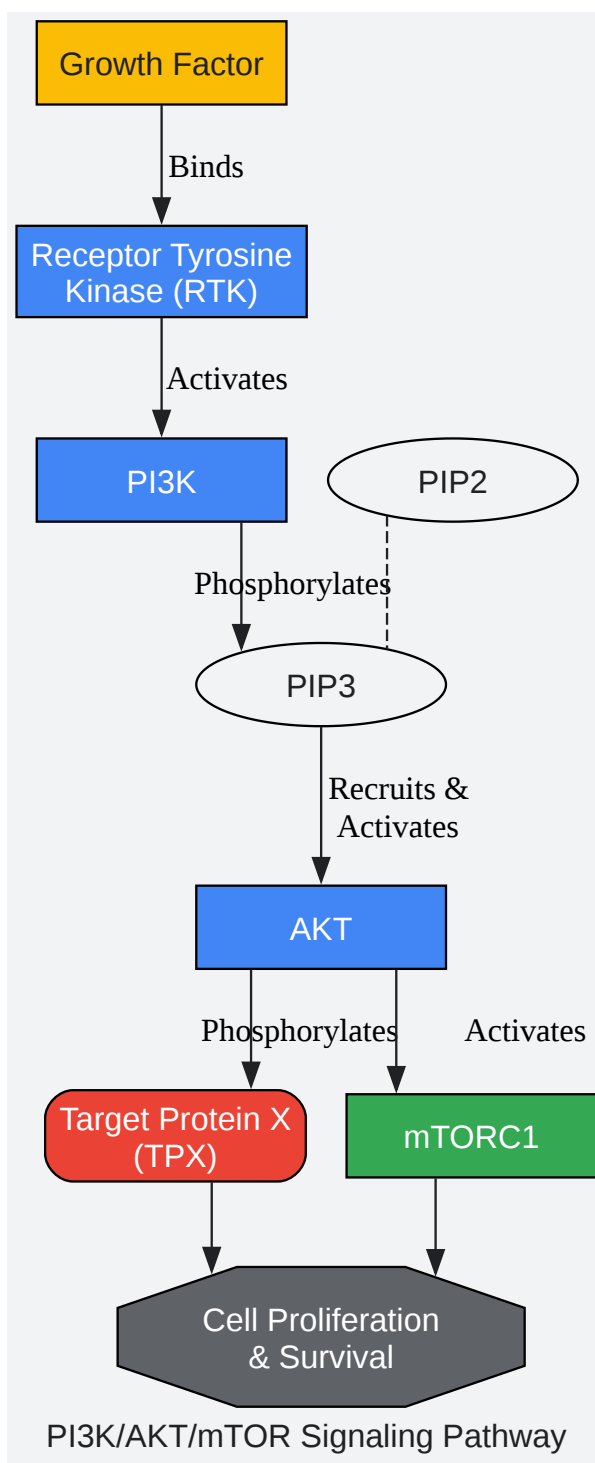 Growth Factor
Binds
Receptor Tyrosine
Kinase (RTK)
Activates
PI3K
PIP2
Phosphorylates
PIP3
Recruits &
Activates
AKT
Phosphorylates
Activates
Target Protein X
(TPX)
mTORC1
Cell Proliferation
& Survival
PI3K/AKT/mTOR Signaling Pathway